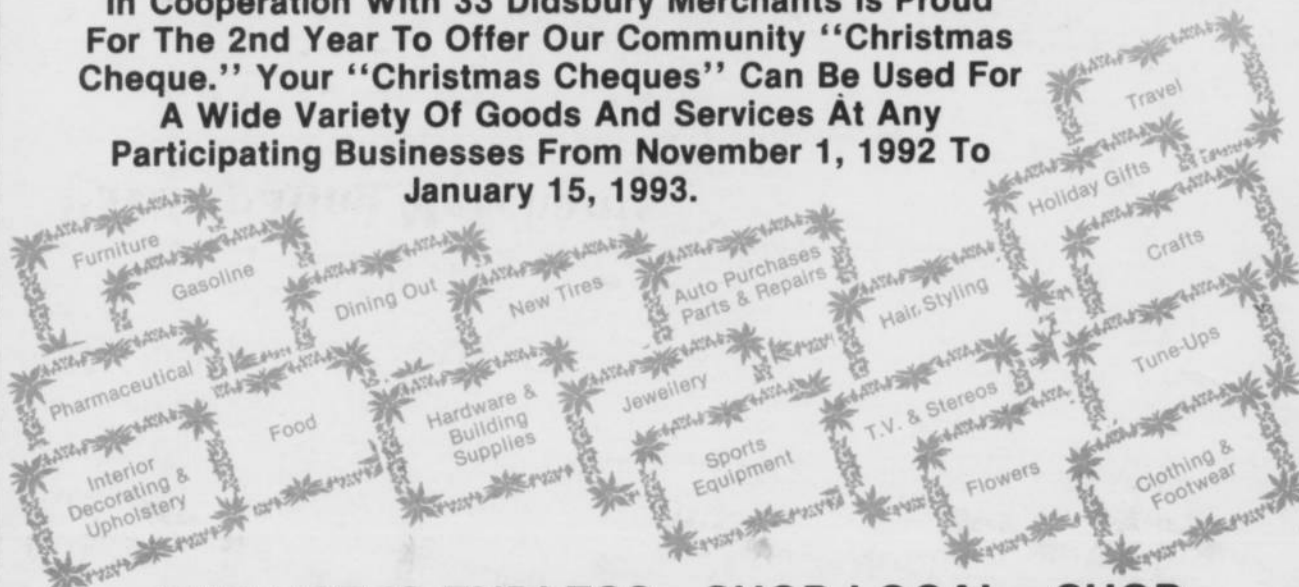 In Cooperation With 33 Didsbury Merchants Is Proud
For The 2nd Year To Offer Our Community “Christmas
Cheque.” Your “Christmas Cheques” Can Be Used For
A Wide Variety Of Goods And Services At Any
Participating Businesses From November 1, 1992 To
January 15, 1993.
Travel
Holiday Gifts
Crafts
Tune-Ups
Clothing &
Footwear
Furniture
Gasoline
Dining Out
New Tires
Auto Purchases
Parts & Repairs
Hair Styling
Pharmaceutical
Food
Hardware &
Building
Supplies
Jewellery
T.V. & Stereos
Interior
Decorating &
Upholstery
Sports
Equipment
Flowers
ENDLESS SHOP LOCAL SHOP